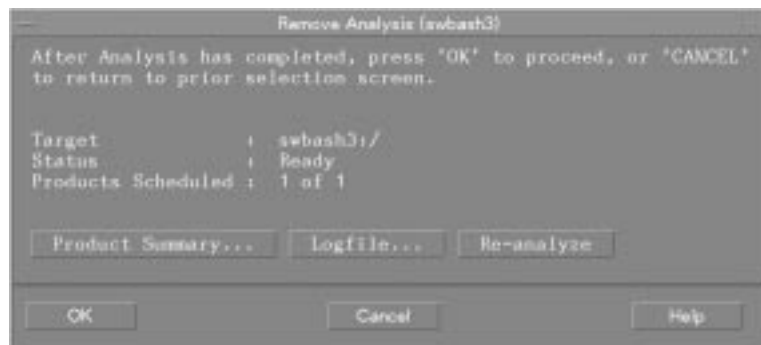 Remove Analysis (swbash3)
After Analysis has completed, press 'OK' to proceed, or 'CANCEL'
to return to prior selection screen.
Target : swbash3:/
Status : Ready
Products Scheduled : 1 of 1
Product Summary... Logfile... Re-analyze
OK Cancel Help